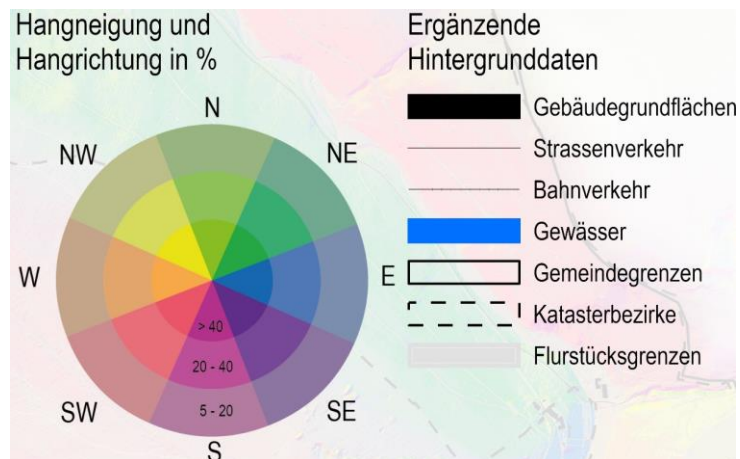 Hangneigung und
Hangrichtung in %
N
NW
NE
W
E
> 40
20 - 40
5 - 20
SW
SE
S
Ergänzende
Hintergrunddaten
Gebäudegrundflächen
Strassenverkehr
Bahnverkehr
Gewässer
Gemeindegrenzen
Katasterbezirke
Flurstücksgrenzen